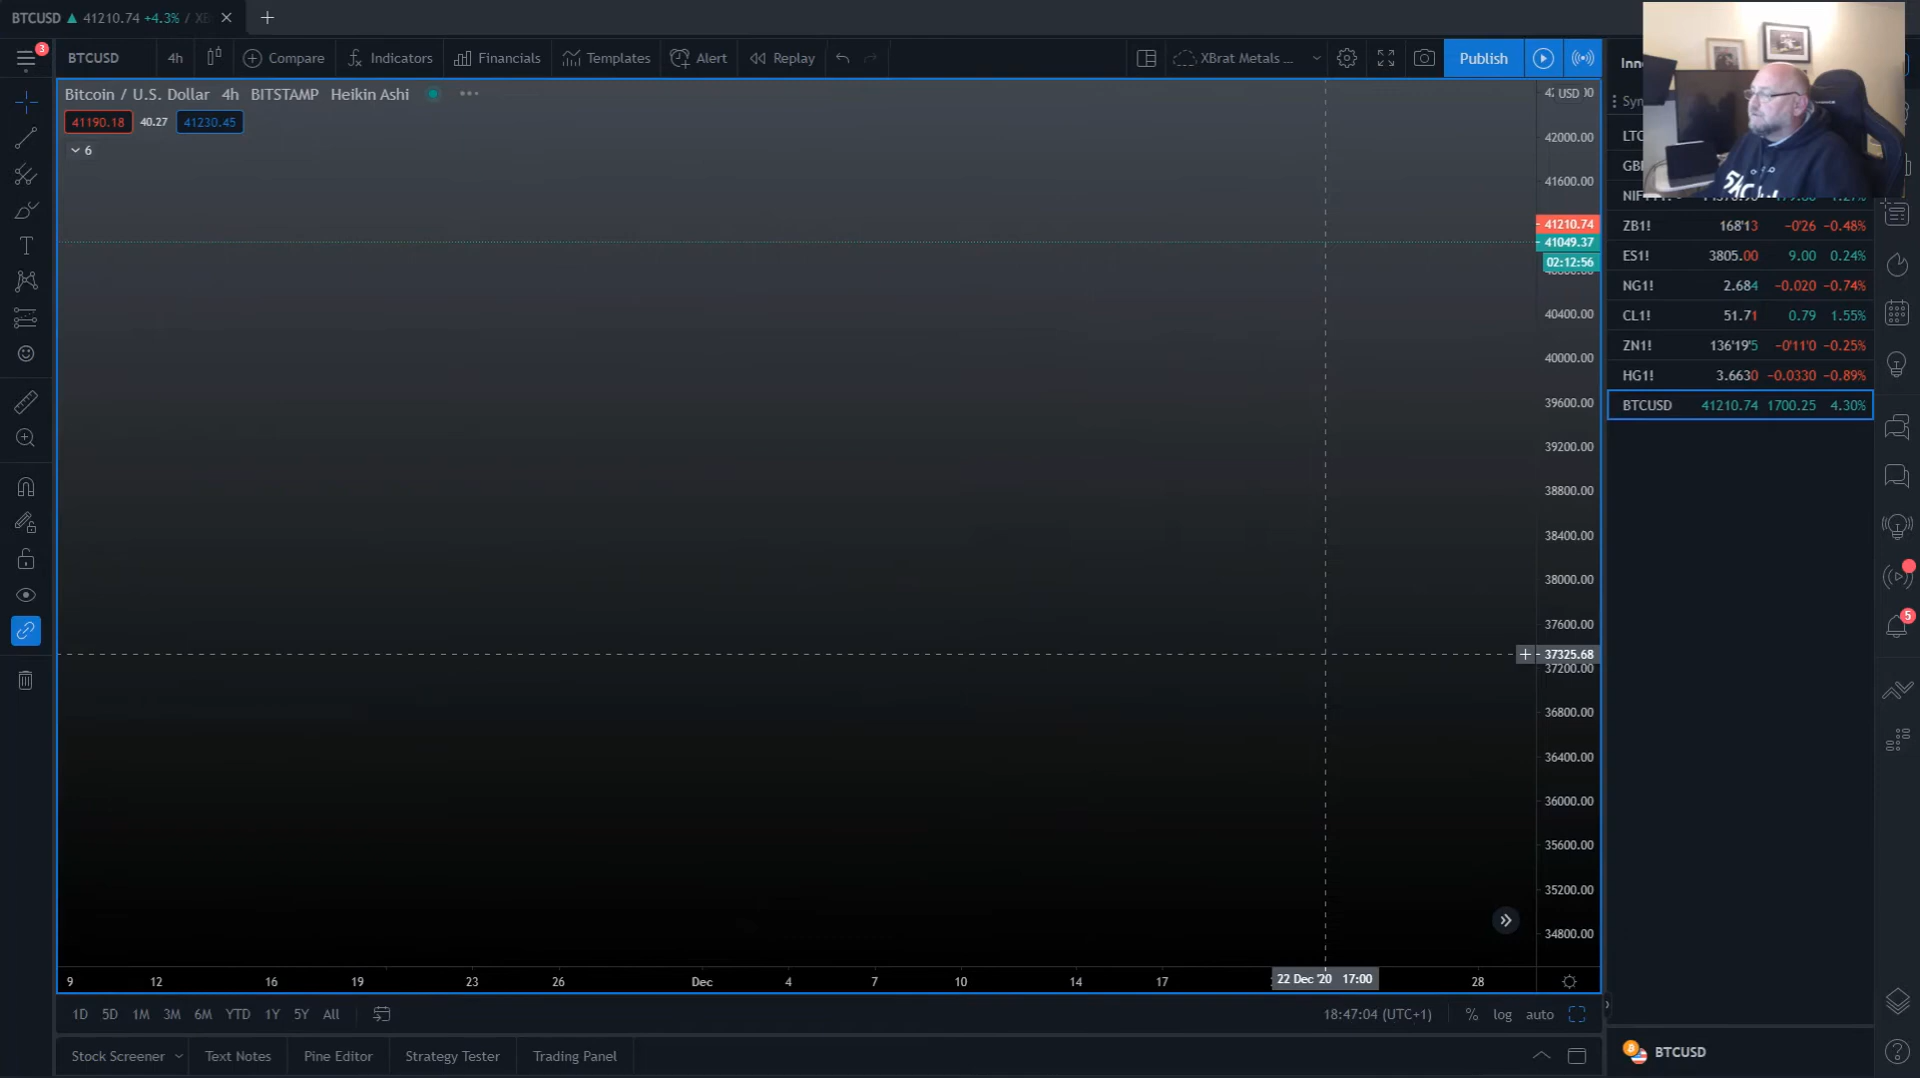 BTCUSD ▲ 41210.74 +4.3% / XB
3
BTCUSD 4h Compare Indicators Financials Templates Alert Replay XBrat Metals ... Publish
Bitcoin / U.S. Dollar 4h BITSTAMP Heikin Ashi
41190.18 40.27 41230.45
6
USD
42000.00
41600.00
41210.74
41049.37
02:12:56
40400.00
40000.00
39600.00
39200.00
38800.00
38400.00
38000.00
37600.00
37325.68
37200.00
36800.00
36400.00
36000.00
35600.00
35200.00
34800.00
9 12 16 19 23 26 Dec 4 7 10 14 17 22 Dec '20 17:00 28
1D 5D 1M 3M 6M YTD 1Y 5Y All 18:47:04 (UTC+1) % log auto
Stock Screener Text Notes Pine Editor Strategy Tester Trading Panel
ZB1! 168'13 −0'26 −0.48%
ES1! 3805.00 9.00 0.24%
NG1! 2.684 −0.020 −0.74%
CL1! 51.71 0.79 1.55%
ZN1! 136'19'5 −0'11'0 −0.25%
HG1! 3.6630 −0.0330 −0.89%
BTCUSD 41210.74 1700.25 4.30%
5
BTCUSD